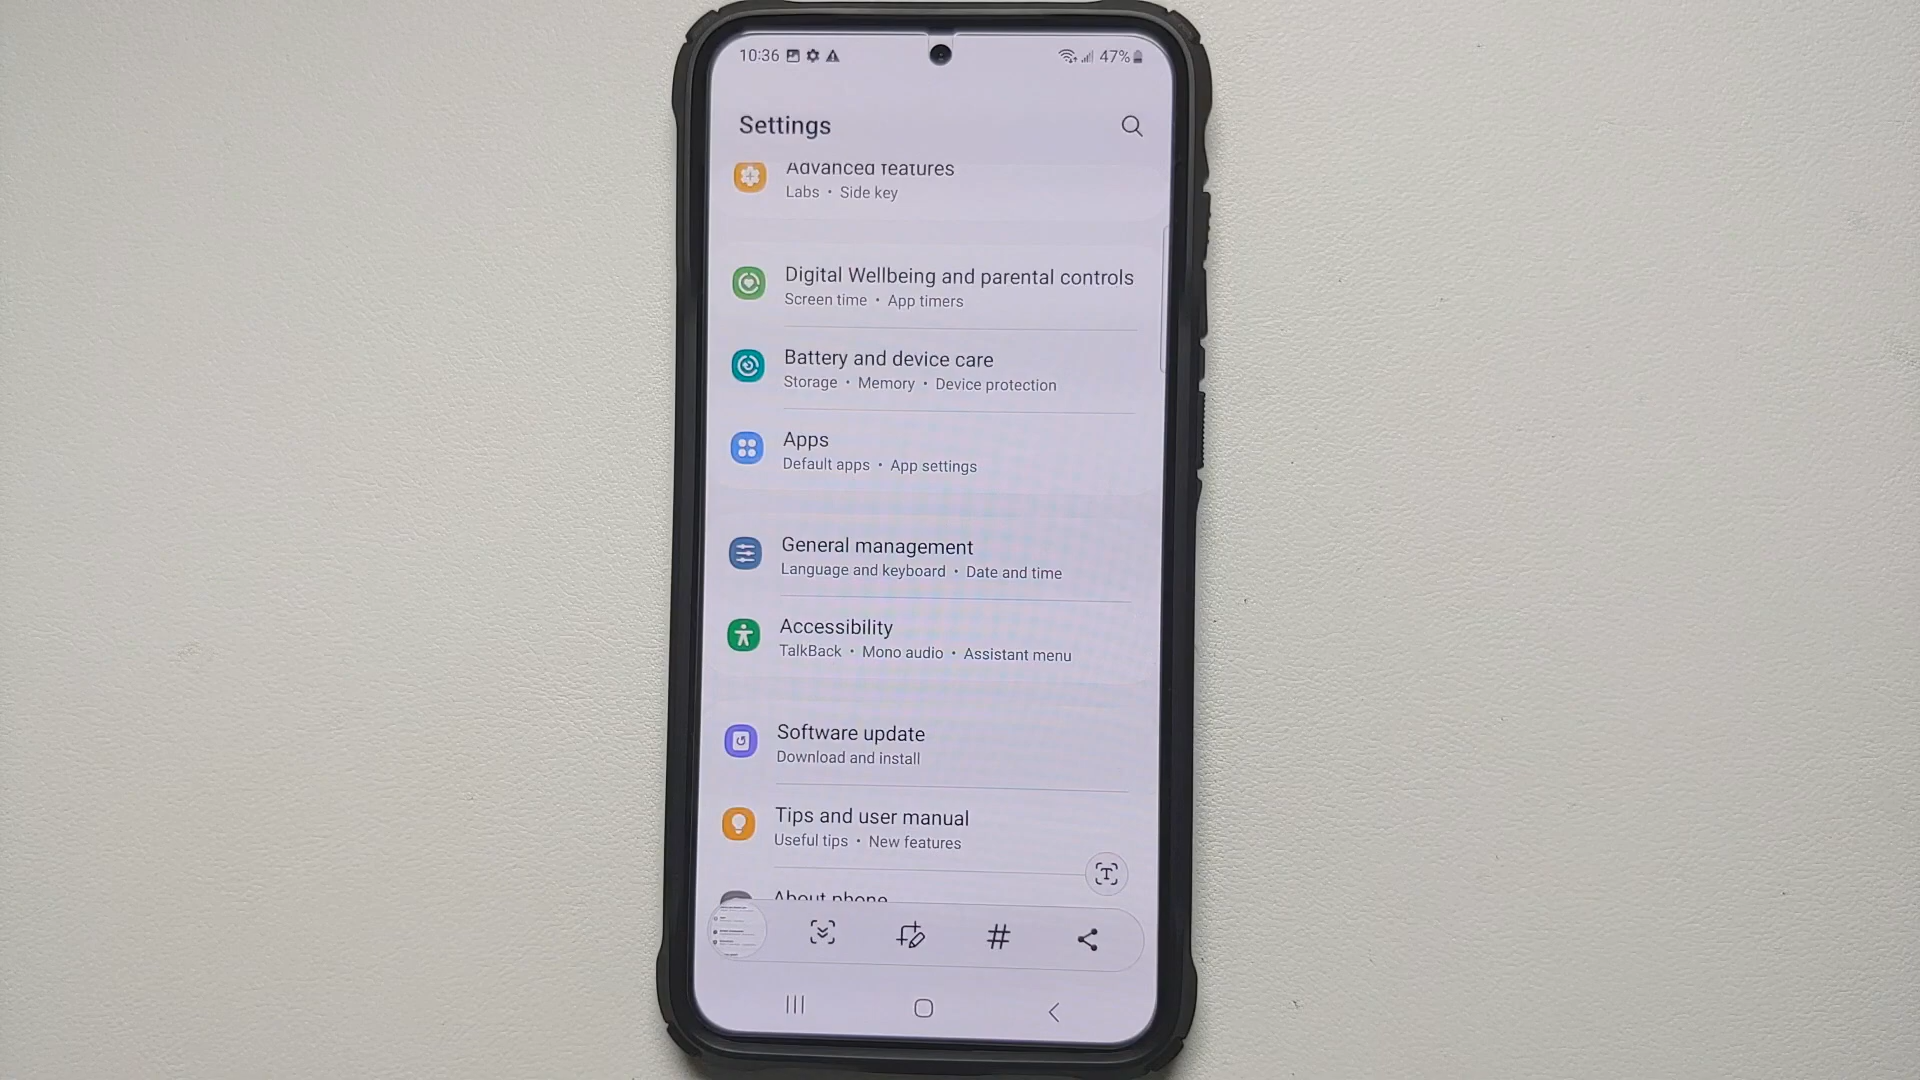 10:36 47%
Settings
Advanced features
Labs • Side key
Digital Wellbeing and parental controls
Screen time • App timers
Battery and device care
Storage • Memory • Device protection
Apps
Default apps • App settings
General management
Language and keyboard • Date and time
Accessibility
TalkBack • Mono audio • Assistant menu
Software update
Download and install
Tips and user manual
Useful tips • New features
T
About phone
#